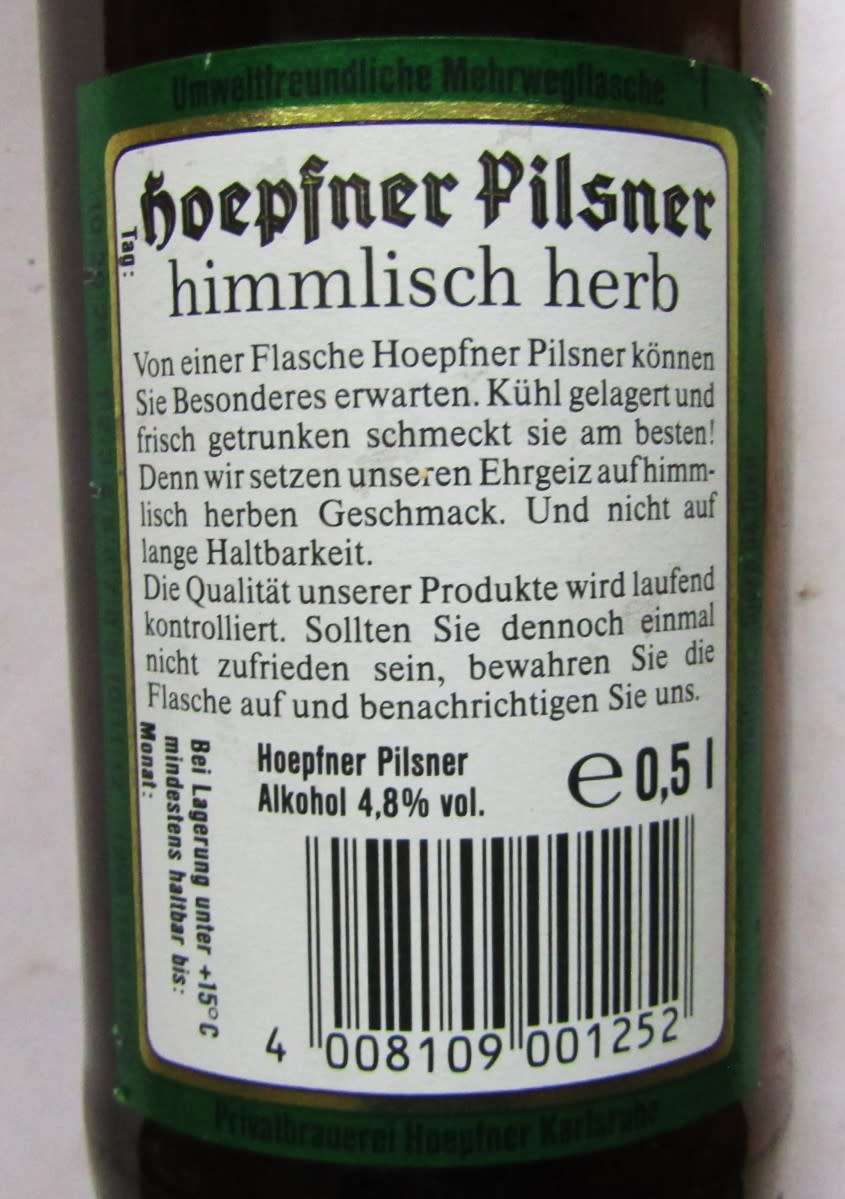 Umweltfreundliche Mehrwegflasche
Hoepfner Pilsner
himmlisch herb
Tag:
Von einer Flasche Hoepfner Pilsner können
Sie Besonderes erwarten. Kühl gelagert und
frisch getrunken schmeckt sie am besten!
Denn wir setzen unseren Ehrgeiz auf himm-
lisch herben Geschmack. Und nicht auf
lange Haltbarkeit.
Die Qualität unserer Produkte wird laufend
kontrolliert. Sollten Sie dennoch einmal
nicht zufrieden sein, bewahren Sie die
Flasche auf und benachrichtigen Sie uns.
Bei Lagerung unter +15°C
mindestens haltbar bis:
Monat:
Hoepfner Pilsner
Alkohol 4,8% vol.
e 0,5 l
4 008109 001252
Privatbrauerei Hoepfner Karlsruhe